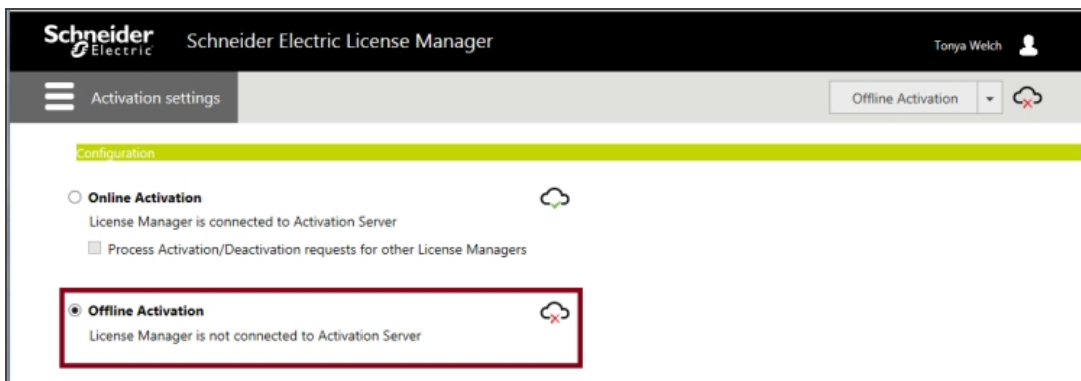 Schneider Electric Schneider Electric License Manager Tonya Welch
Activation settings Offline Activation
Configuration
Online Activation
License Manager is connected to Activation Server
Process Activation/Deactivation requests for other License Managers
Offline Activation
License Manager is not connected to Activation Server